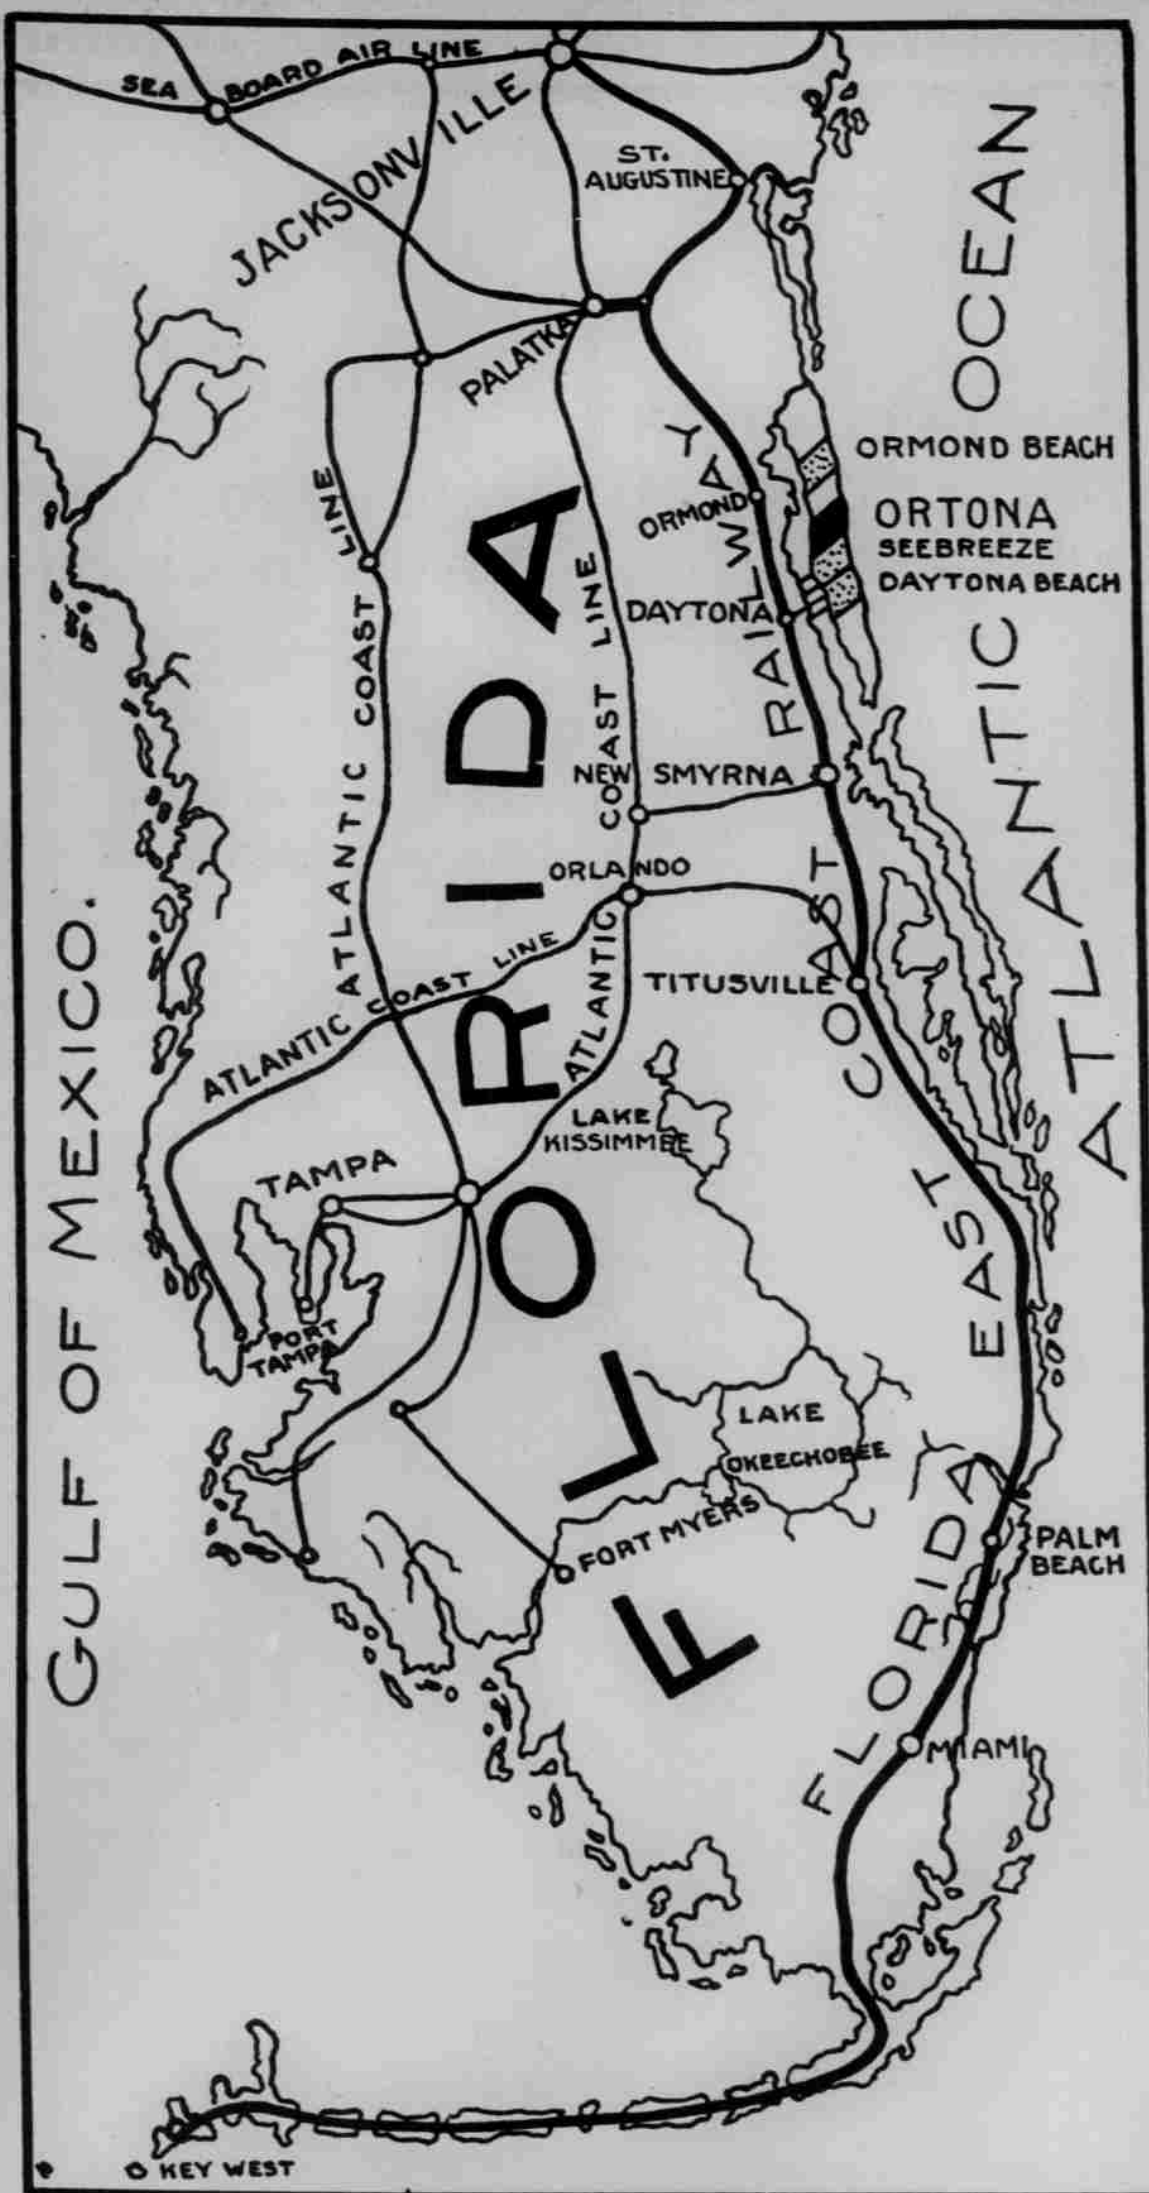 SEA BOARD AIR LINE
JACKSONVILLE
ST.
AUGUSTINE
OCEAN
PALATKA
ORMOND BEACH
ORMOND
ORTONA
SEEBREEZE
DAYTONA BEACH
DAYTONA
ATLANTIC
NEW SMYRNA
ORLANDO
ATLANTIC COAST LINE
ATLANTIC COAST LINE
ATLANTIC COAST LINE
TITUSVILLE
GULF OF MEXICO.
LAKE
KISSIMMEE
TAMPA
PORT
TAMPA
FLORIDA
LAKE
OKEECHOBEE
FORT MYERS
FLORIDA EAST COAST RAILWAY
PALM
BEACH
MIAMI
KEY WEST